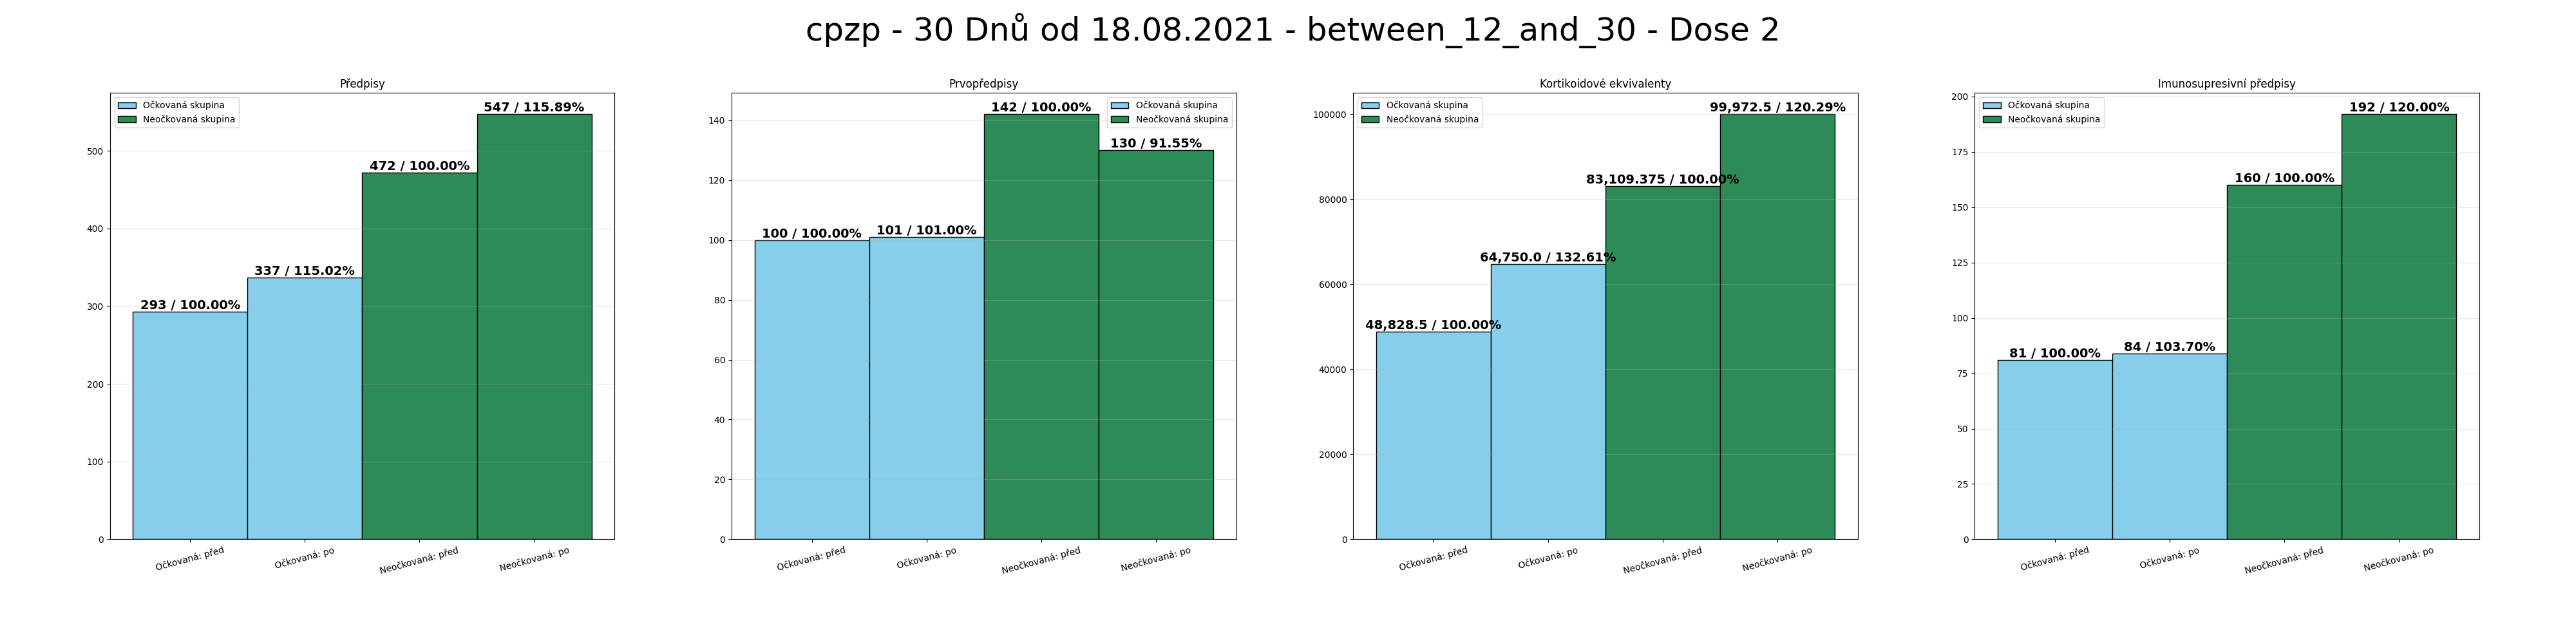 cpzp - 30 Dnů od 18.08.2021 - between_12_and_30 - Dose 2
Předpisy
Očkovaná skupina
Neočkovaná skupina
547 / 115.89%
472 / 100.00%
337 / 115.02%
293 / 100.00%
500
400
300
200
100
0
Očkovaná: před
Očkovaná: po
Neočkovaná: před
Neočkovaná: po
Prvopředpisy
Očkovaná skupina
Neočkovaná skupina
142 / 100.00%
130 / 91.55%
100 / 100.00%
101 / 101.00%
140
120
100
80
60
40
20
0
Očkovaná: před
Očkovaná: po
Neočkovaná: před
Neočkovaná: po
Kortikoidové ekvivalenty
Očkovaná skupina
Neočkovaná skupina
99,972.5 / 120.29%
83,109.375 / 100.00%
64,750.0 / 132.61%
48,828.5 / 100.00%
100000
80000
60000
40000
20000
0
Očkovaná: před
Očkovaná: po
Neočkovaná: před
Neočkovaná: po
Imunosupresivní předpisy
Očkovaná skupina
Neočkovaná skupina
192 / 120.00%
160 / 100.00%
81 / 100.00%
84 / 103.70%
200
175
150
125
100
75
50
25
0
Očkovaná: před
Očkovaná: po
Neočkovaná: před
Neočkovaná: po